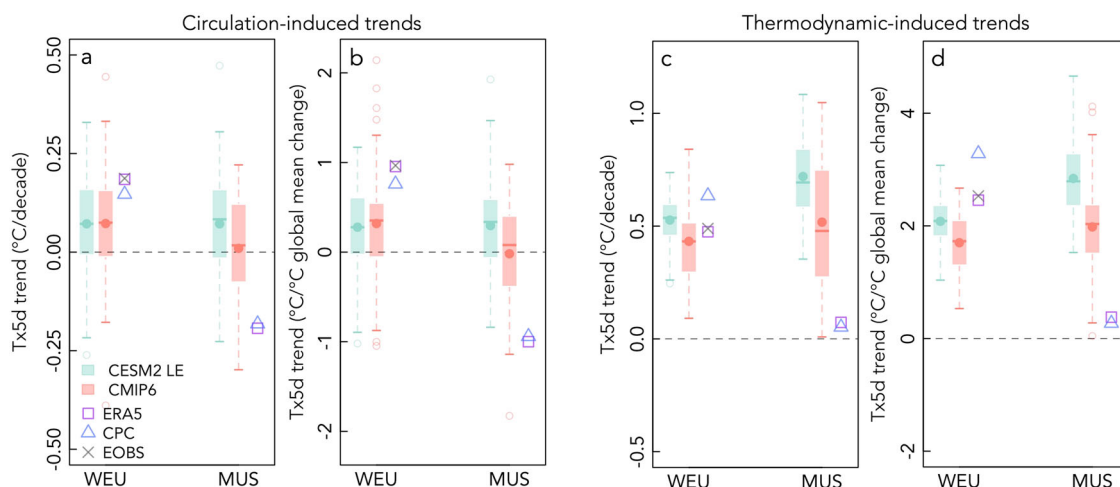 Circulation-induced trends
Thermodynamic-induced trends
a
Tx5d trend (°C/decade)
0.50
0.25
0.00
-0.25
-0.50
CESM2 LE
CMIP6
ERA5
CPC
EOBS
WEU MUS
b
Tx5d trend (°C/°C global mean change)
2
1
0
-1
-2
WEU MUS
c
Tx5d trend (°C/decade)
1.0
0.5
0.0
-0.5
WEU MUS
d
Tx5d trend (°C/°C global mean change)
4
2
0
-2
WEU MUS